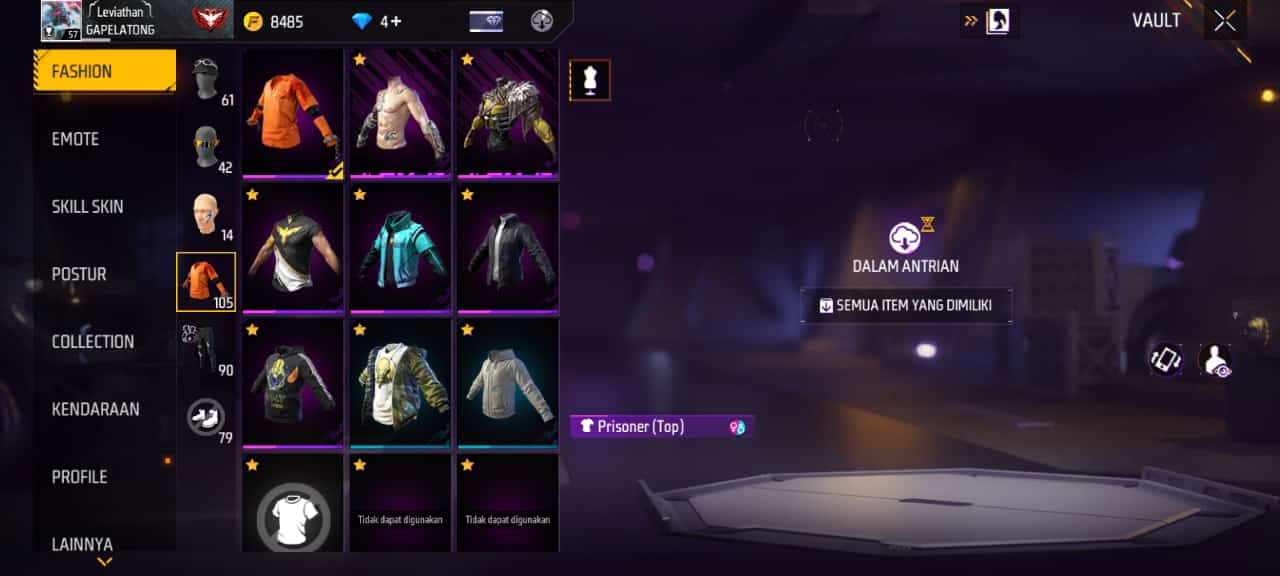 Leviathan
GAPELATONG
57
8485
4+
VAULT
FASHION
EMOTE
SKILL SKIN
POSTUR
COLLECTION
KENDARAAN
PROFILE
LAINNYA
61
42
14
105
90
79
Tidak dapat digunakan
Tidak dapat digunakan
DALAM ANTRIAN
SEMUA ITEM YANG DIMILIKI
Prisoner (Top)